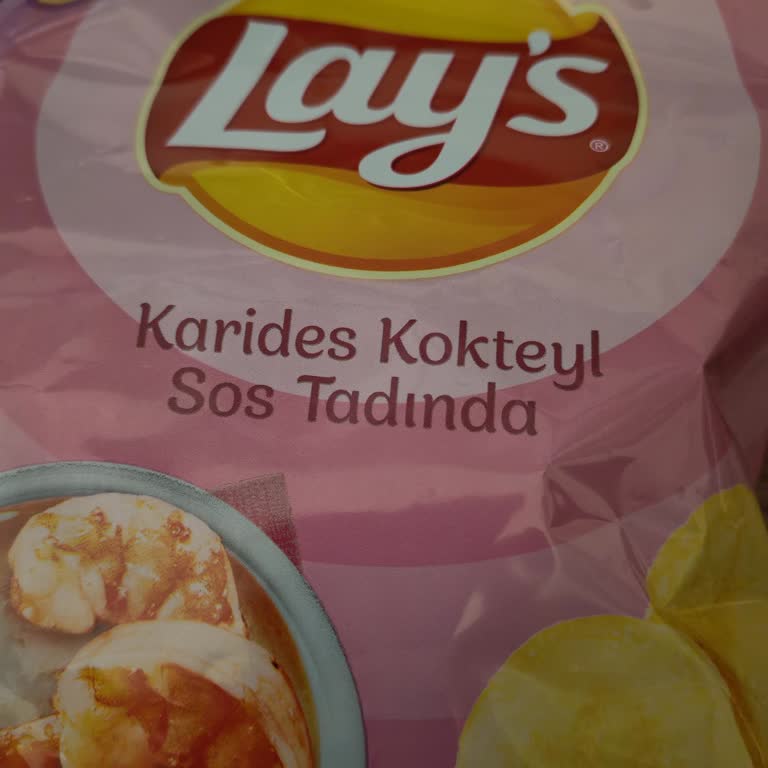 Lay's®
Karides Kokteyl
Sos Tadında